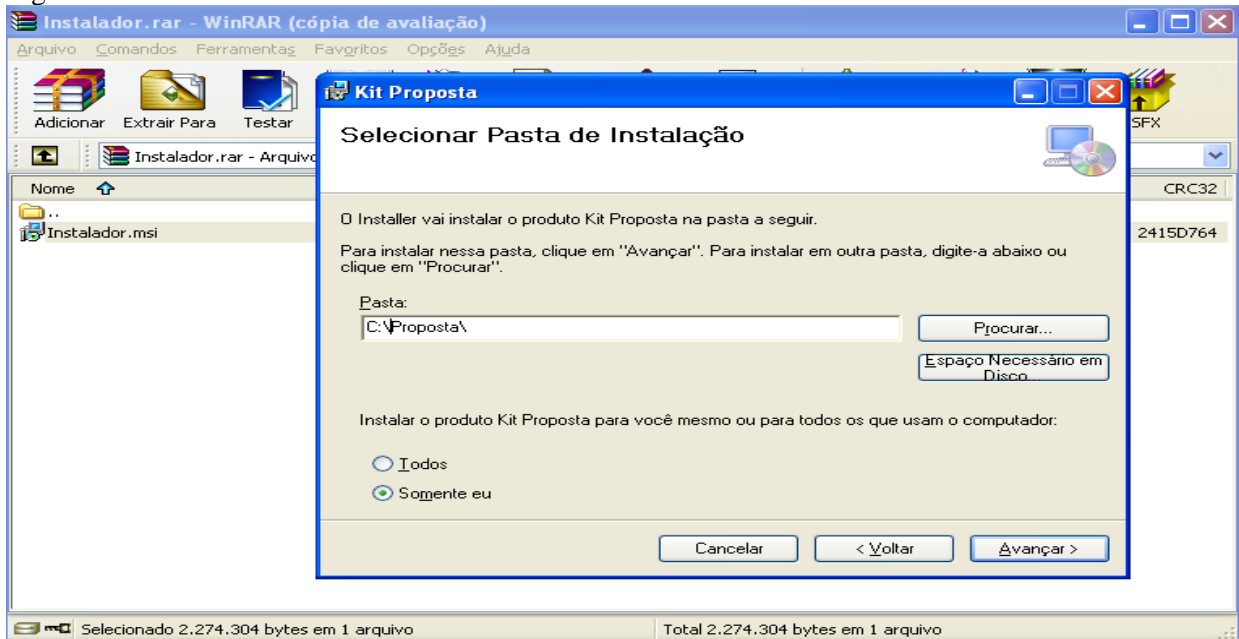 Instalador.rar - WinRAR (cópia de avaliação)
Arquivo Comandos Ferramentas Favoritos Opções Ajuda
Adicionar Extrair Para Testar SFX
Instalador.rar - Arquivo
Nome CRC32
..
Instalador.msi 2415D764
Kit Proposta
Selecionar Pasta de Instalação
O Installer vai instalar o produto Kit Proposta na pasta a seguir.
Para instalar nessa pasta, clique em "Avançar". Para instalar em outra pasta, digite-a abaixo ou
clique em "Procurar".
Pasta:
C:\Proposta\
Procurar...
Espaço Necessário em
Disco...
Instalar o produto Kit Proposta para você mesmo ou para todos os que usam o computador:
Todos
Somente eu
Cancelar < Voltar Avançar >
Selecionado 2.274.304 bytes em 1 arquivo Total 2.274.304 bytes em 1 arquivo